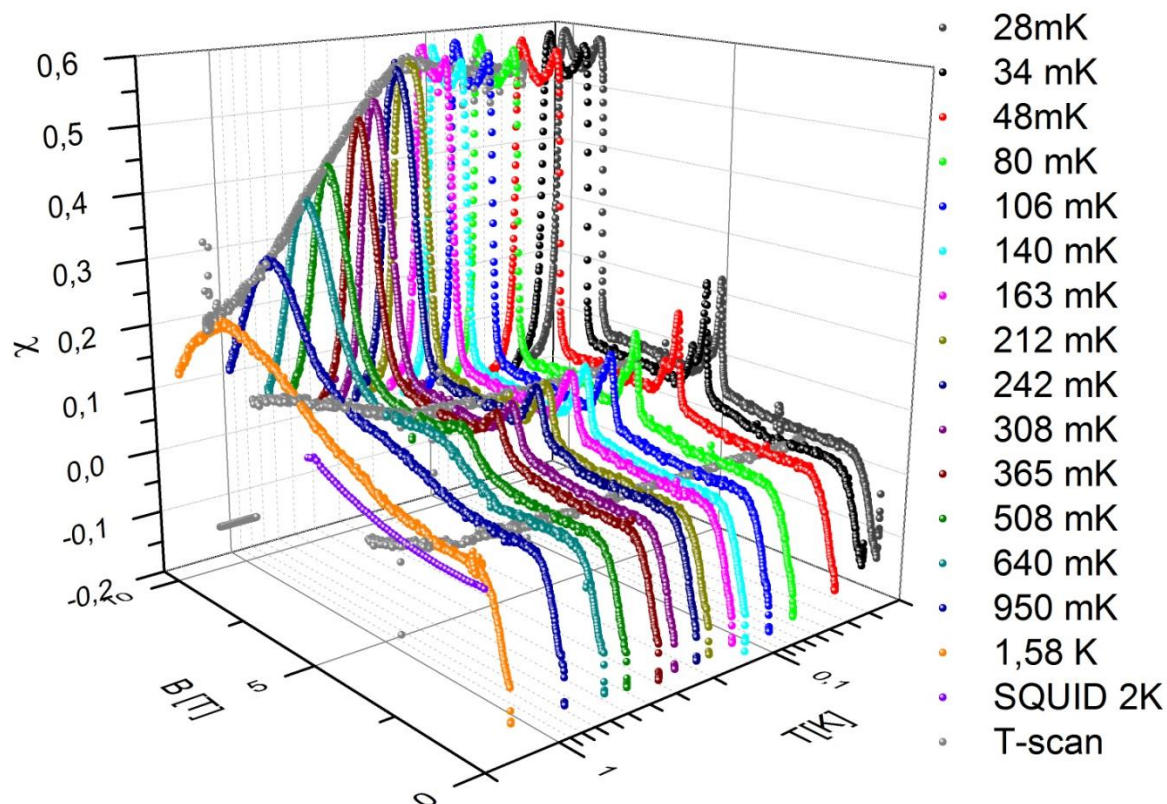 0,6
0,5
0,4
0,3
0,2
0,1
0,0
-0,1
-0,2
χ
10
5
0
B [T]
1
0,1
T[K]
28mK
34 mK
48mK
80 mK
106 mK
140 mK
163 mK
212 mK
242 mK
308 mK
365 mK
508 mK
640 mK
950 mK
1,58 K
SQUID 2K
T-scan